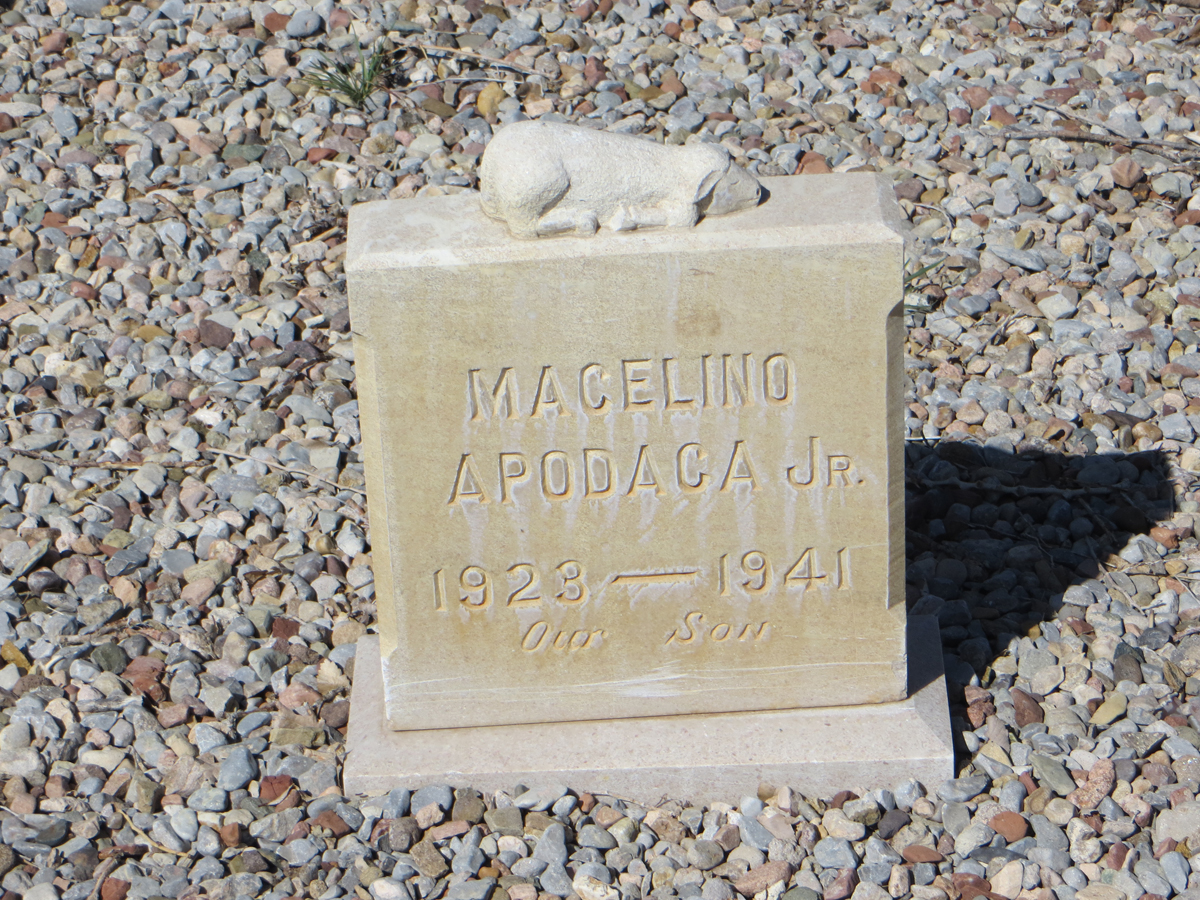 MACELINO
APODACA JR.
1923 — 1941
Our Son